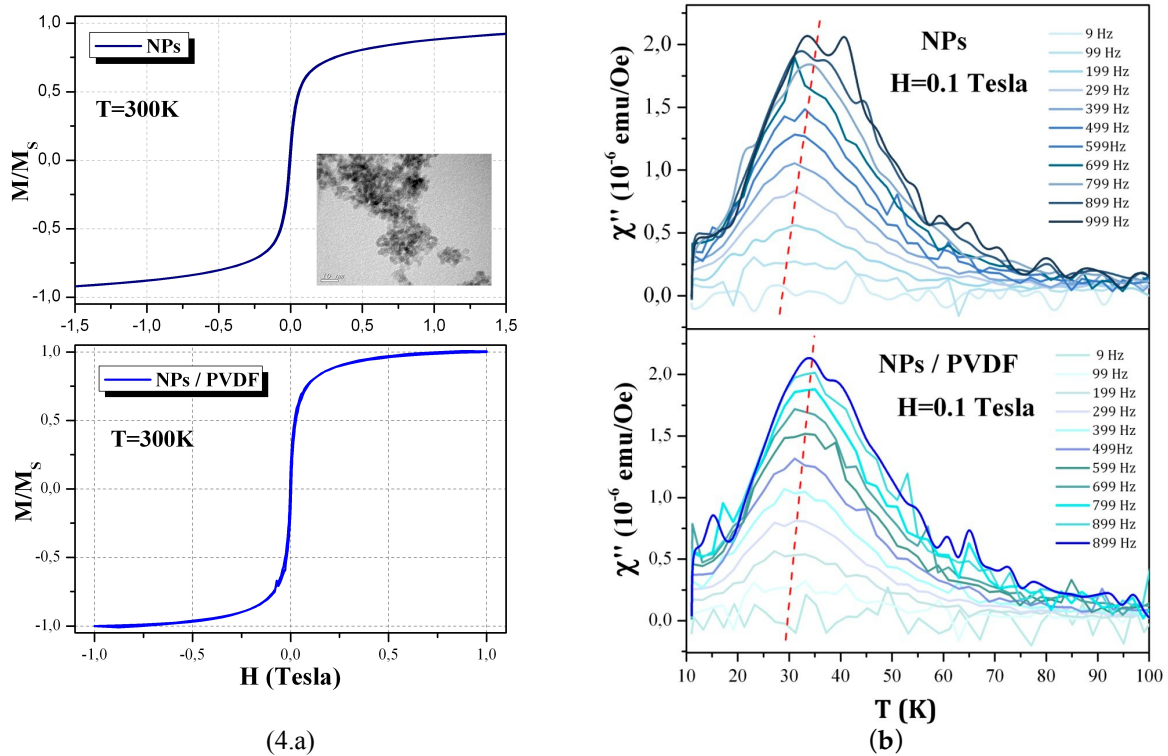 1,0
0,5
0,0
-0,5
-1,0
M/Mₛ
NPs
T=300K
10 nm
-1,5 -1,0 -0,5 0,0 0,5 1,0 1,5
1,0
0,5
0,0
-0,5
-1,0
M/Mₛ
NPs / PVDF
T=300K
-1,0 -0,5 0,0 0,5 1,0
H (Tesla)
(4.a)
2,0
1,5
1,0
0,5
0,0
χ'' (10⁻⁶ emu/Oe)
NPs
H=0.1 Tesla
9 Hz
99 Hz
199 Hz
299 Hz
399 Hz
499 Hz
599Hz
699 Hz
799 Hz
899 Hz
999 Hz
2,0
1,5
1,0
0,5
0,0
χ'' (10⁻⁶ emu/Oe)
NPs / PVDF
H=0.1 Tesla
9 Hz
99 Hz
199 Hz
299 Hz
399 Hz
499Hz
599 Hz
699 Hz
799 Hz
899 Hz
899 Hz
10 20 30 40 50 60 70 80 90 100
T (K)
(b)